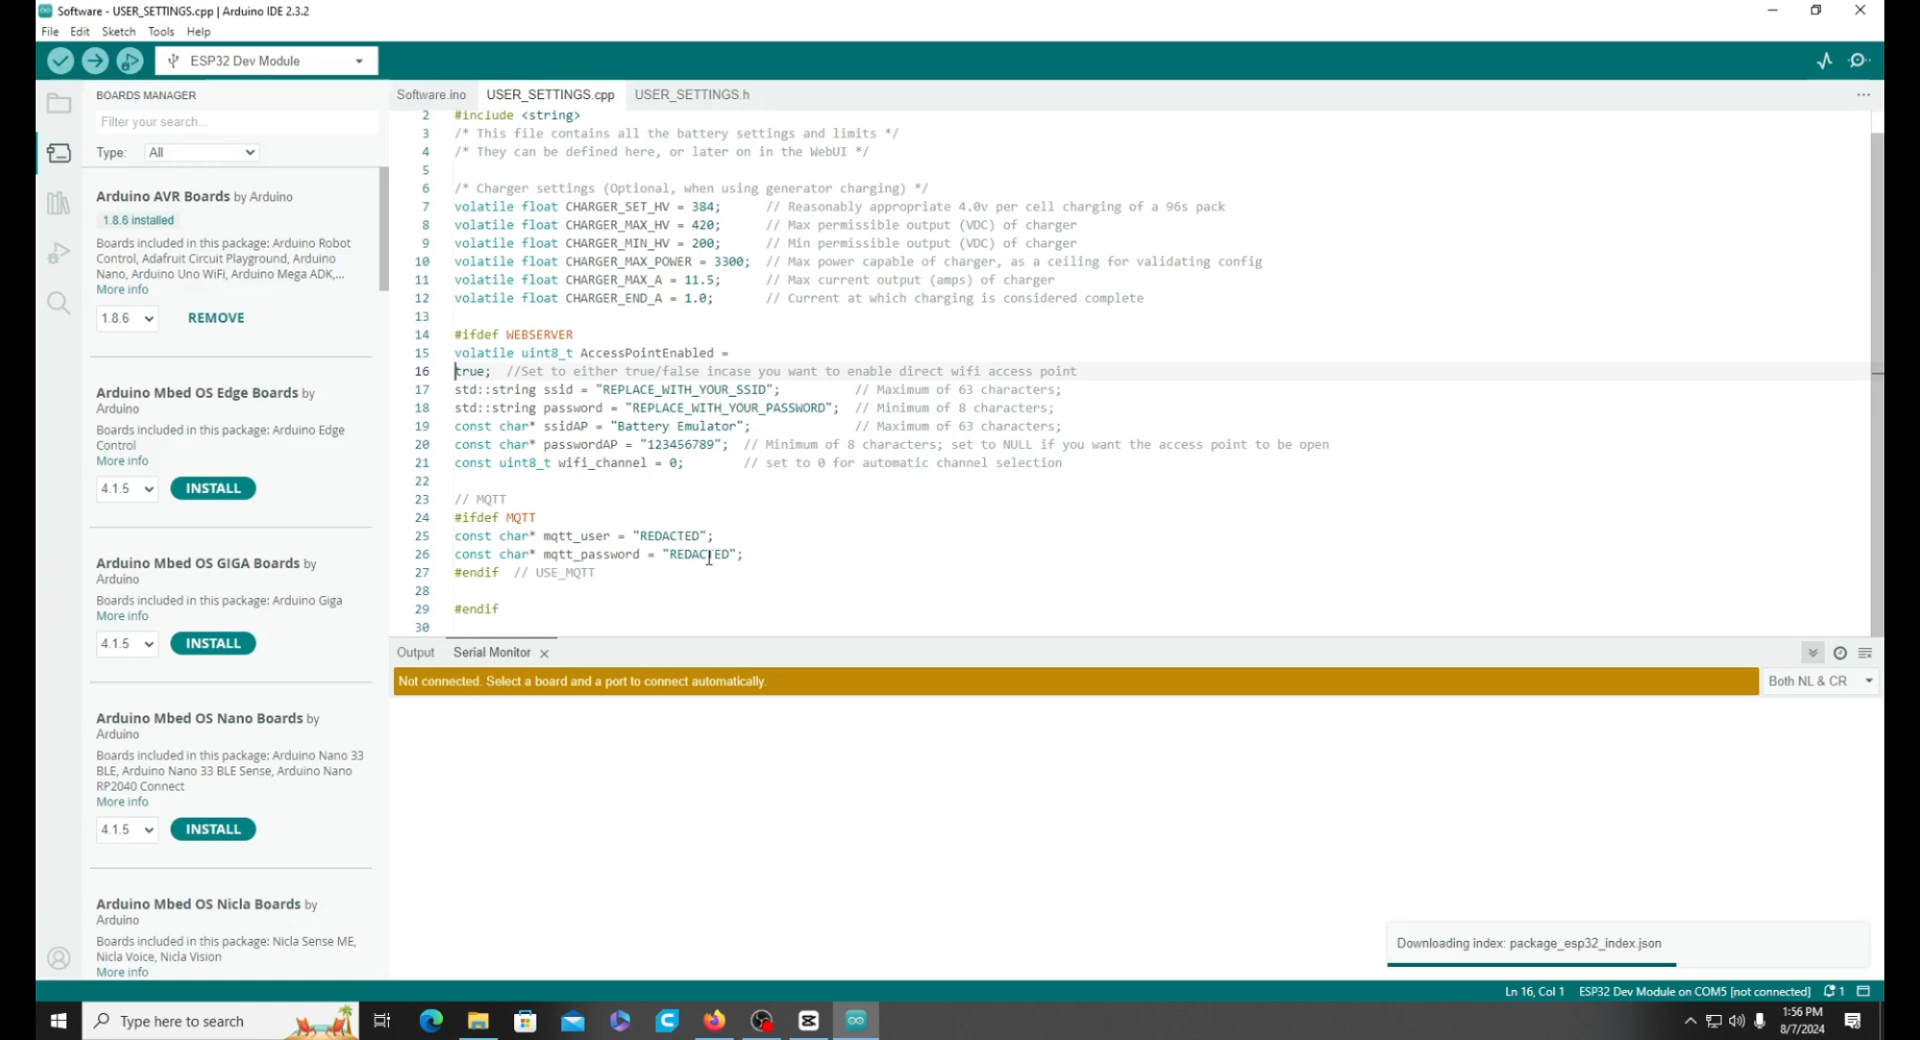 Software - USER_SETTINGS.cpp | Arduino IDE 2.3.2
File Edit Sketch Tools Help
ESP32 Dev Module
BOARDS MANAGER
Filter your search...
Type: All
Arduino AVR Boards by Arduino
1.8.6 installed
Boards included in this package: Arduino Robot
Control, Adafruit Circuit Playground, Arduino
Nano, Arduino Uno WiFi, Arduino Mega ADK,...
More info
1.8.6 REMOVE
Arduino Mbed OS Edge Boards by
Arduino
Boards included in this package: Arduino Edge
Control
More info
4.1.5 INSTALL
Arduino Mbed OS GIGA Boards by
Arduino
Boards included in this package: Arduino Giga
More info
4.1.5 INSTALL
Arduino Mbed OS Nano Boards by
Arduino
Boards included in this package: Arduino Nano 33
BLE, Arduino Nano 33 BLE Sense, Arduino Nano
RP2040 Connect
More info
4.1.5 INSTALL
Arduino Mbed OS Nicla Boards by
Arduino
Boards included in this package: Nicla Sense ME,
Nicla Voice, Nicla Vision
More info
Software.ino USER_SETTINGS.cpp USER_SETTINGS.h
2 #include <string>
3 /* This file contains all the battery settings and limits */
4 /* They can be defined here, or later on in the WebUI */
5
6 /* Charger settings (Optional, when using generator charging) */
7 volatile float CHARGER_SET_HV = 384; // Reasonably appropriate 4.0v per cell charging of a 96s pack
8 volatile float CHARGER_MAX_HV = 420; // Max permissible output (VDC) of charger
9 volatile float CHARGER_MIN_HV = 200; // Min permissible output (VDC) of charger
10 volatile float CHARGER_MAX_POWER = 3300; // Max power capable of charger, as a ceiling for validating config
11 volatile float CHARGER_MAX_A = 11.5; // Max current output (amps) of charger
12 volatile float CHARGER_END_A = 1.0; // Current at which charging is considered complete
13
14 #ifdef WEBSERVER
15 volatile uint8_t AccessPointEnabled =
16 true; //Set to either true/false incase you want to enable direct wifi access point
17 std::string ssid = "REPLACE_WITH_YOUR_SSID"; // Maximum of 63 characters;
18 std::string password = "REPLACE_WITH_YOUR_PASSWORD"; // Minimum of 8 characters;
19 const char* ssidAP = "Battery Emulator"; // Maximum of 63 characters;
20 const char* passwordAP = "123456789"; // Minimum of 8 characters; set to NULL if you want the access point to be open
21 const uint8_t wifi_channel = 0; // set to 0 for automatic channel selection
22
23 // MQTT
24 #ifdef MQTT
25 const char* mqtt_user = "REDACTED";
26 const char* mqtt_password = "REDACTED";
27 #endif // USE_MQTT
28
29 #endif
30
Output Serial Monitor
Not connected. Select a board and a port to connect automatically.
Both NL & CR
Downloading index: package_esp32_index.json
Ln 16, Col 1 ESP32 Dev Module on COM5 [not connected] 1
Type here to search
1:56 PM
8/7/2024